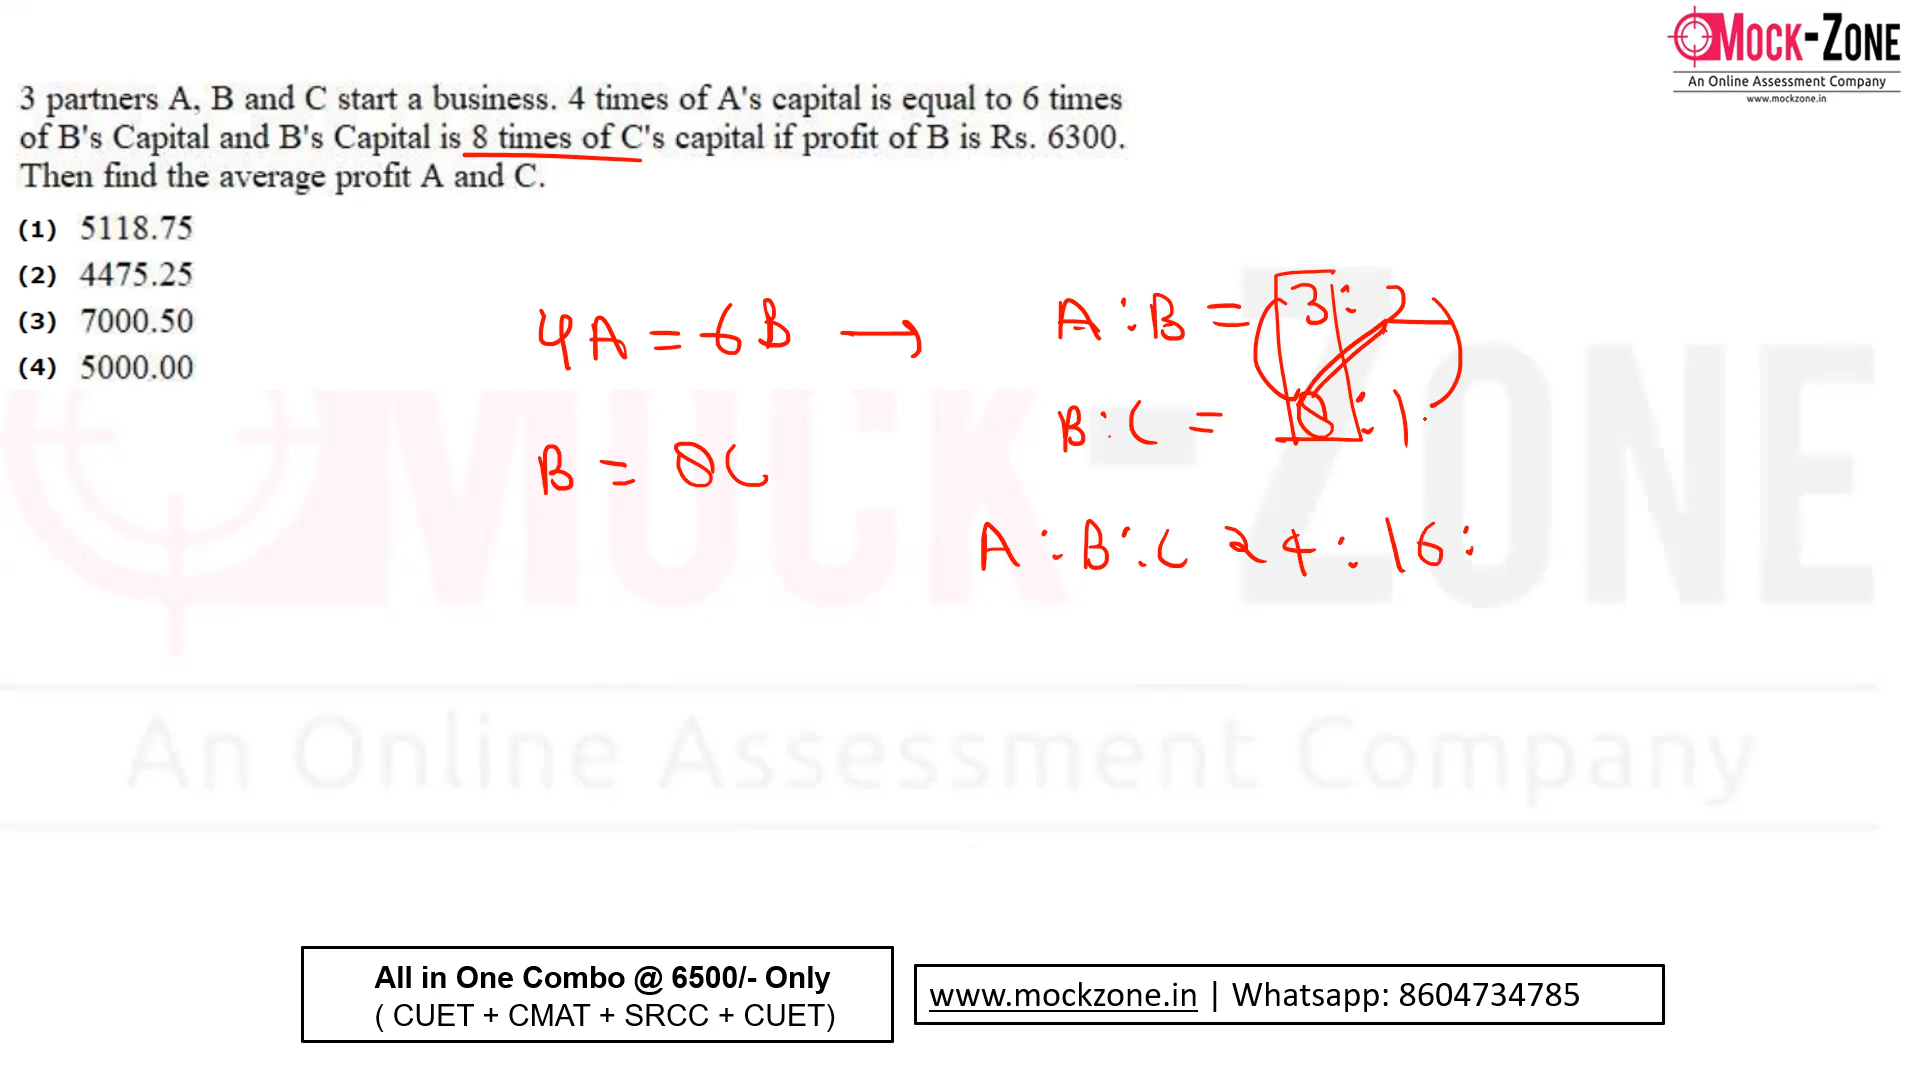 MOCK-ZONE
An Online Assessment Company
www.mockzone.in
3 partners A, B and C start a business. 4 times of A's capital is equal to 6 times
of B's Capital and B's Capital is 8 times of C's capital if profit of B is Rs. 6300.
Then find the average profit A and C.
(1) 5118.75
(2) 4475.25
(3) 7000.50
(4) 5000.00
4A = 6B →
A:B = 3:2
B:C = 8:1
B = 8C
A:B:C 24:16:
MOCK-ZONE
An Online Assessment Company
All in One Combo @ 6500/- Only
( CUET + CMAT + SRCC + CUET)
www.mockzone.in | Whatsapp: 8604734785